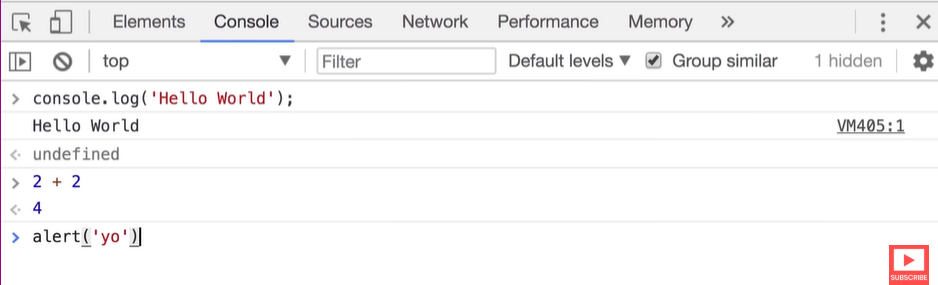 Elements Console Sources Network Performance Memory »
top Filter Default levels Group similar 1 hidden
console.log('Hello World');
Hello World VM405:1
undefined
2 + 2
4
alert('yo')
SUBSCRIBE